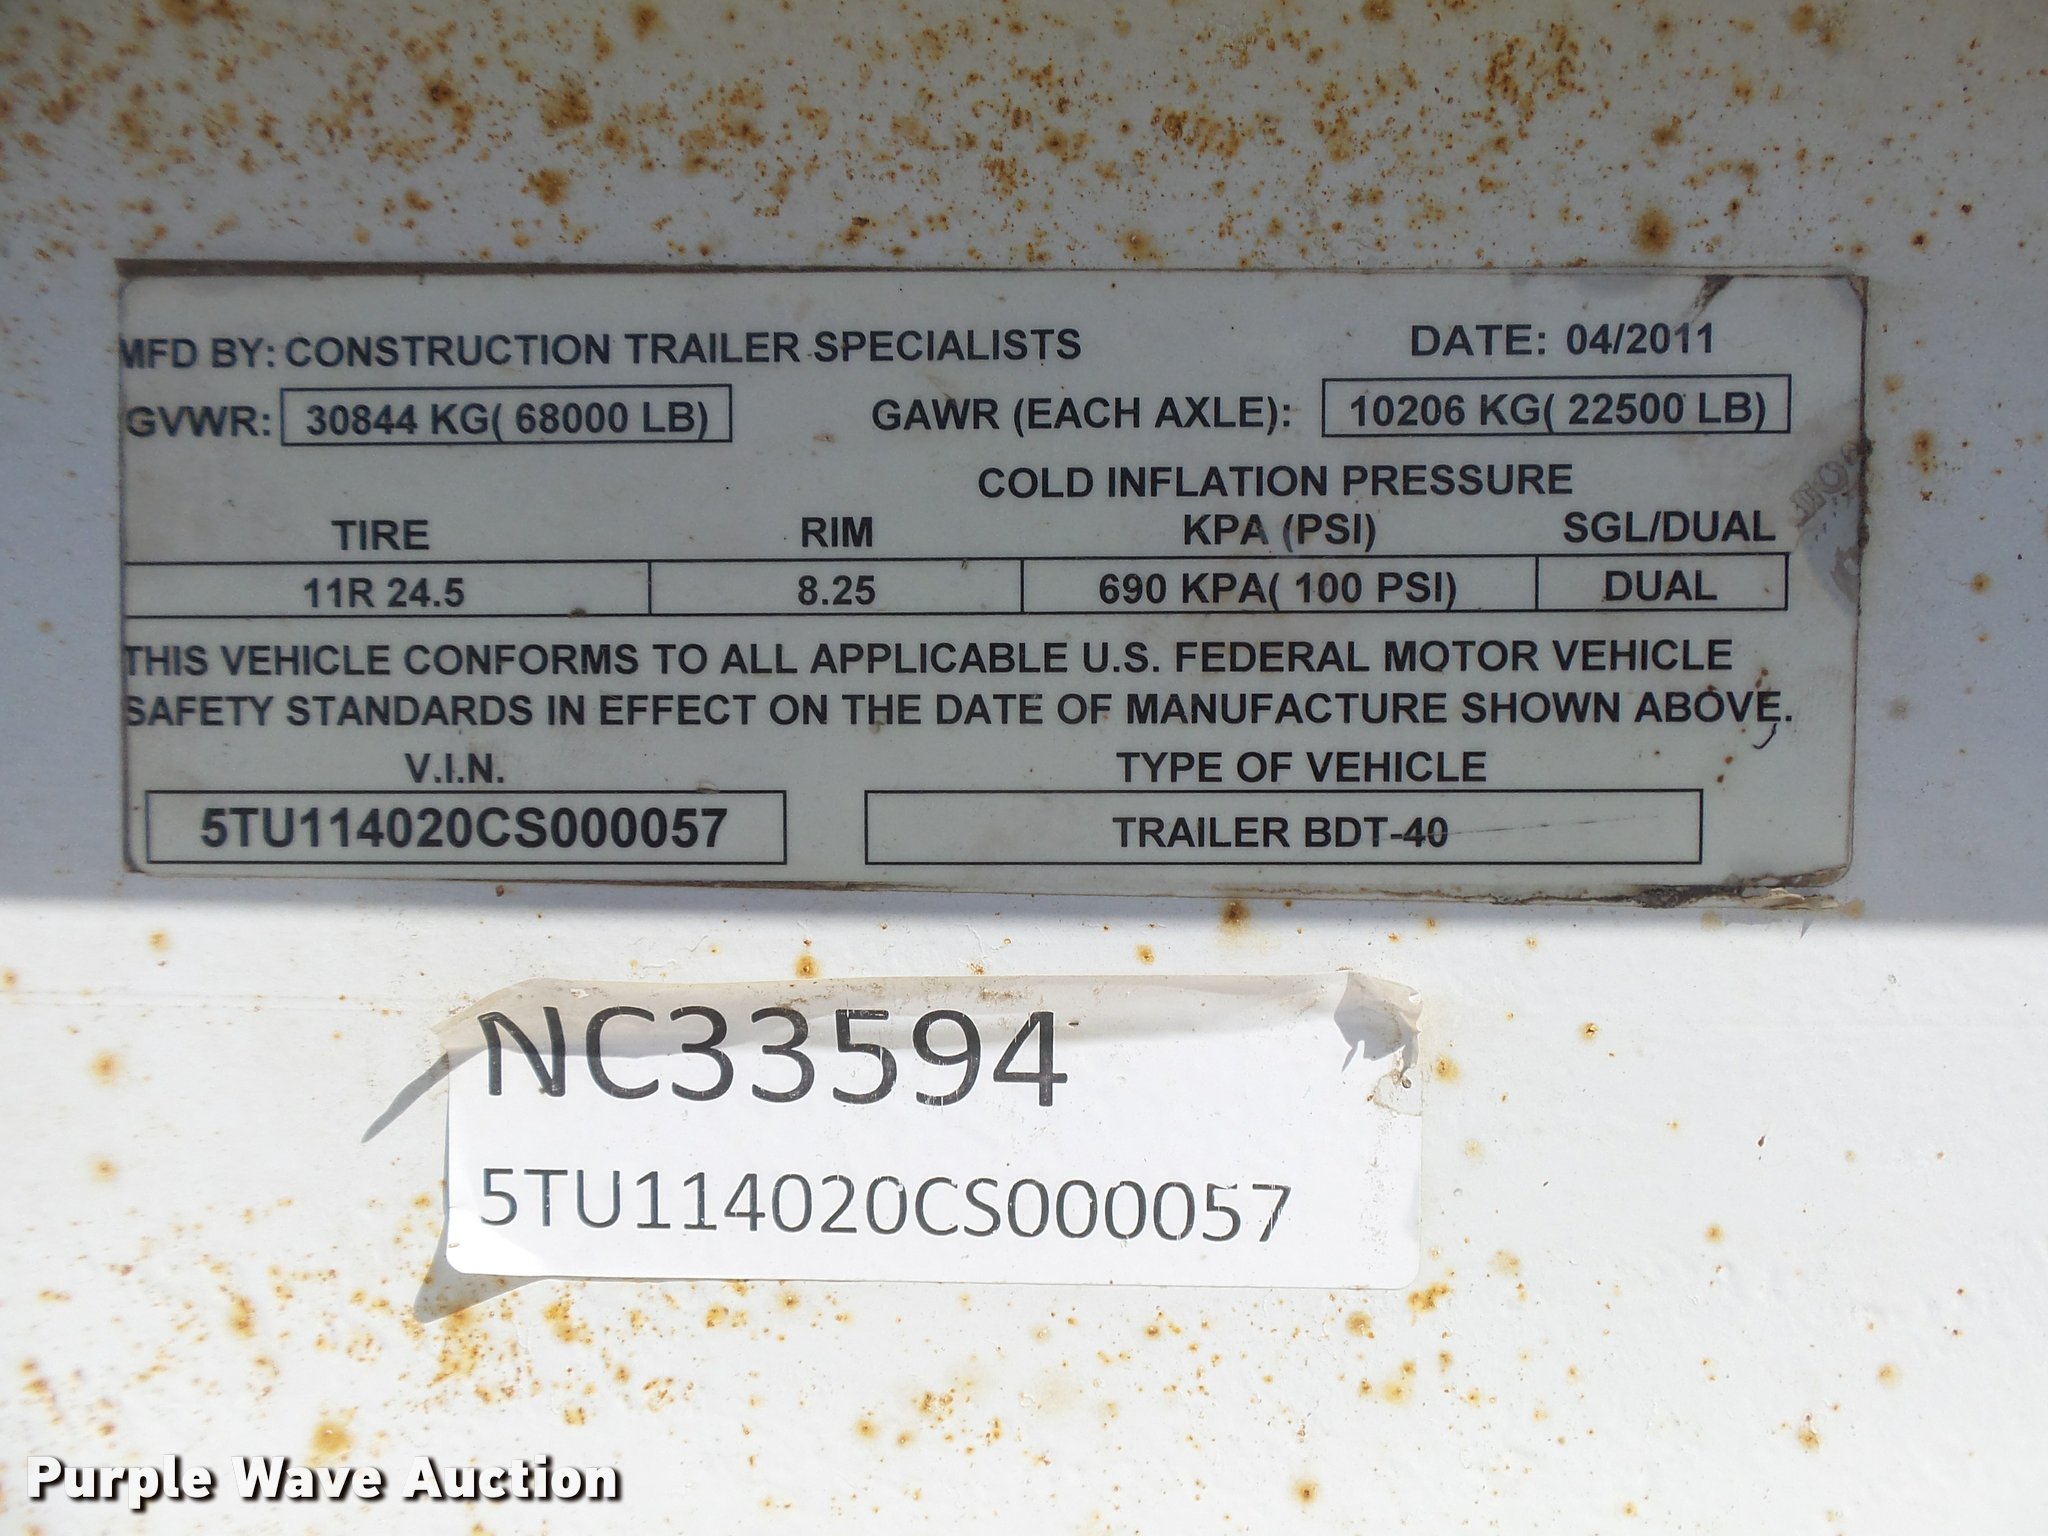 MFD BY: CONSTRUCTION TRAILER SPECIALISTS DATE: 04/2011
GVWR: 30844 KG( 68000 LB) GAWR (EACH AXLE): 10206 KG( 22500 LB)
COLD INFLATION PRESSURE
TIRE RIM KPA (PSI) SGL/DUAL
11R 24.5 8.25 690 KPA( 100 PSI) DUAL
THIS VEHICLE CONFORMS TO ALL APPLICABLE U.S. FEDERAL MOTOR VEHICLE
SAFETY STANDARDS IN EFFECT ON THE DATE OF MANUFACTURE SHOWN ABOVE.
V.I.N. TYPE OF VEHICLE
5TU114020CS000057 TRAILER BDT-40
NC33594
5TU114020CS000057
Purple Wave Auction